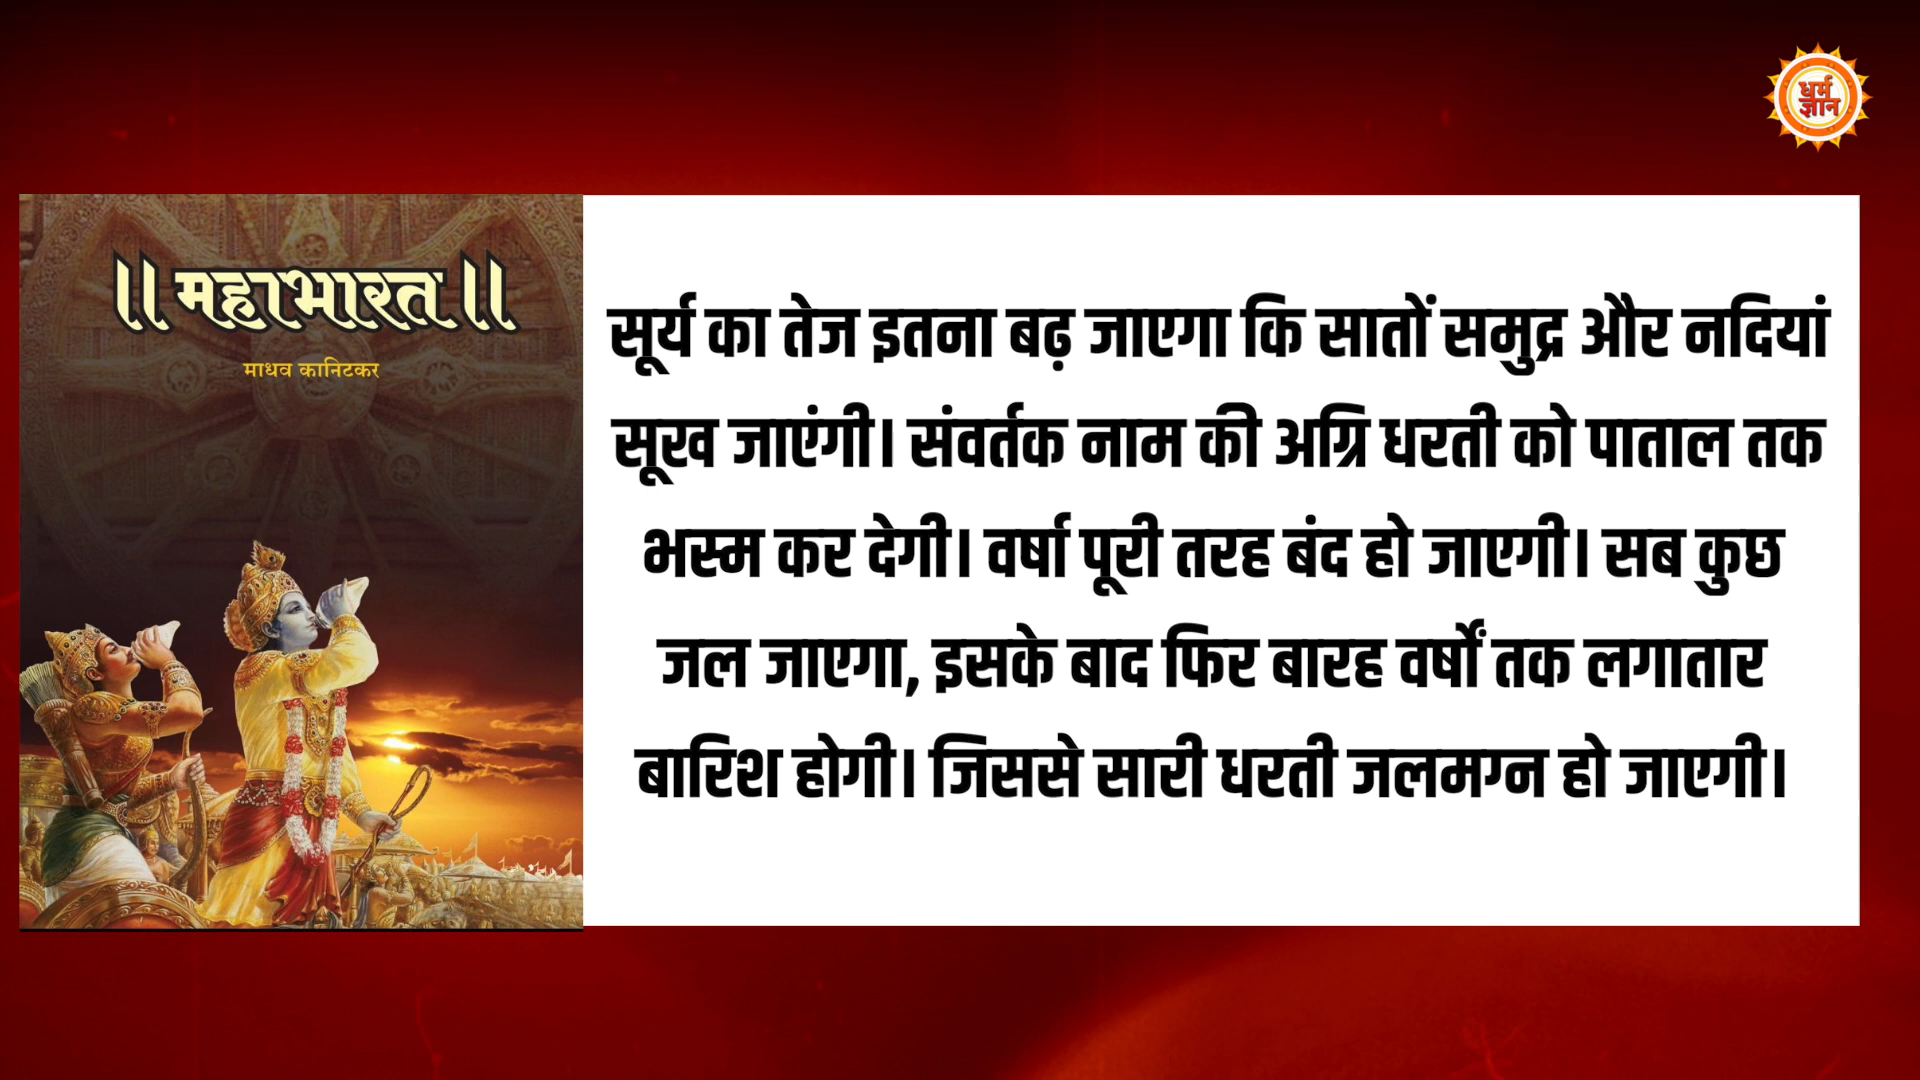 धर्म
ज्ञान
॥ महाभारत ॥
माधव कानिटकर
सूर्य का तेज इतना बढ़ जाएगा कि सातों समुद्र और नदियां
सूख जाएंगी। संवर्तक नाम की अग्रि धरती को पाताल तक
भस्म कर देगी। वर्षा पूरी तरह बंद हो जाएगी। सब कुछ
जल जाएगा, इसके बाद फिर बारह वर्षों तक लगातार
बारिश होगी। जिससे सारी धरती जलमग्न हो जाएगी।